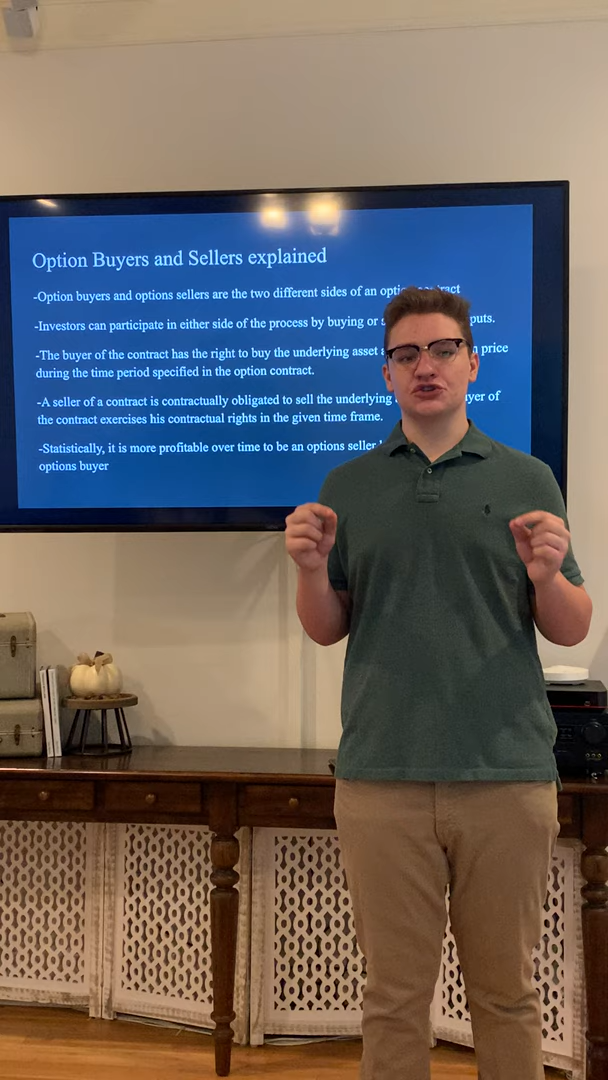 Option Buyers and Sellers explained
-Option buyers and options sellers are the two different sides of an option contract
-Investors can participate in either side of the process by buying or puts.
-The buyer of the contract has the right to buy the underlying asset price
during the time period specified in the option contract.
-A seller of a contract is contractually obligated to sell the underlying of
the contract exercises his contractual rights in the given time frame.
-Statistically, it is more profitable over time to be an options seller
options buyer